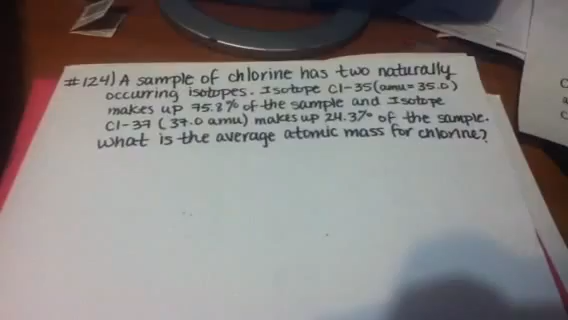 #124) A sample of chlorine has two naturally
occurring isotopes. Isotope Cl-35 (amu = 35.0)
makes up 75.8% of the sample and Isotope
Cl-37 (37.0 amu) makes up 24.3% of the sample.
What is the average atomic mass for chlorine?